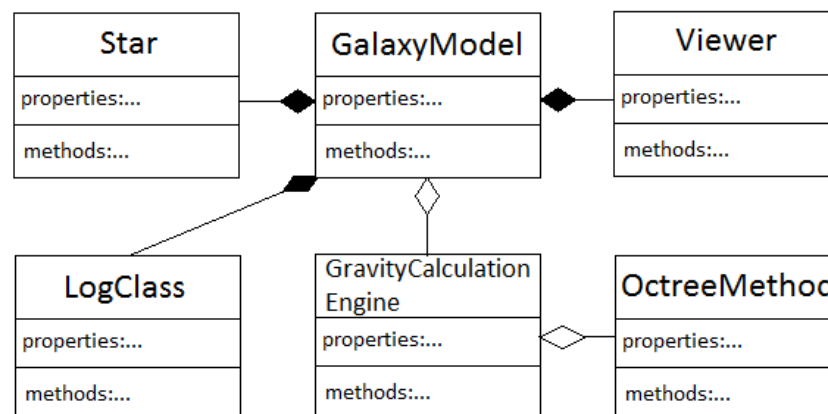 Star
properties:...
methods:...
GalaxyModel
properties:...
methods:...
Viewer
properties:...
methods:...
LogClass
properties:...
methods:...
GravityCalculation
Engine
properties:...
methods:...
OctreeMethod
properties:...
methods:...